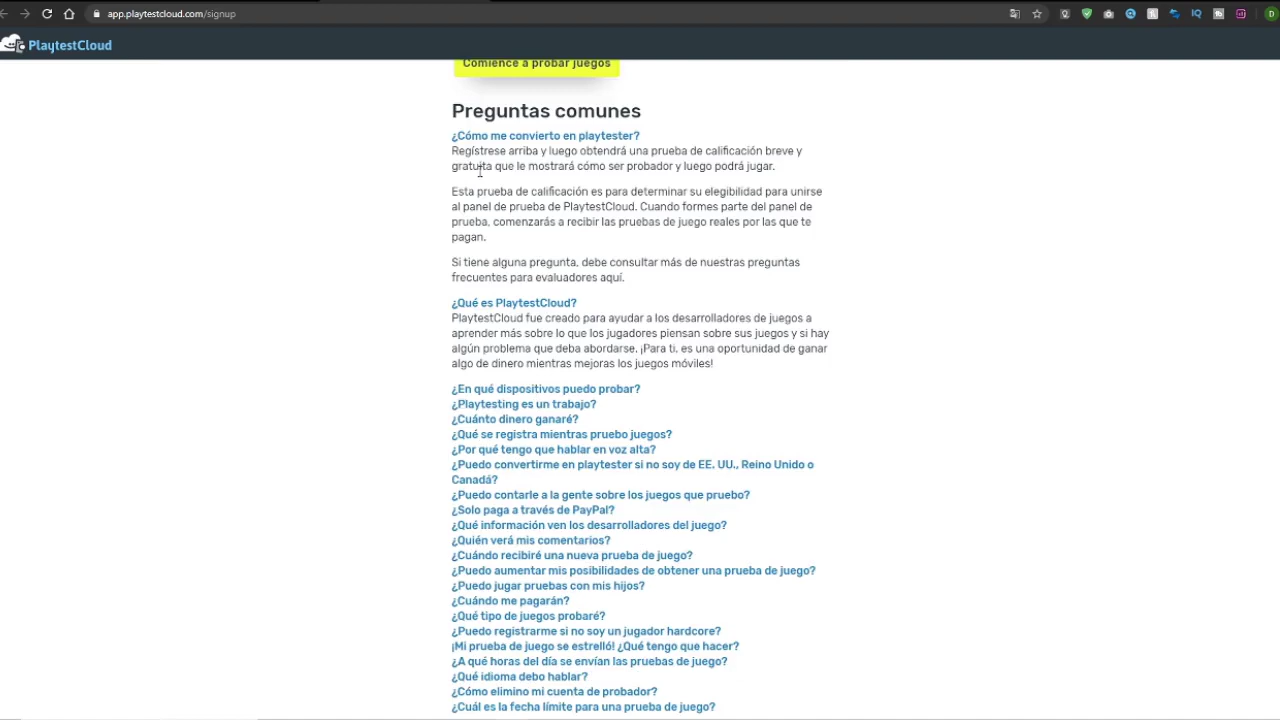 app.playtestcloud.com/signup
PlaytestCloud
Comience a probar juegos
Preguntas comunes
¿Cómo me convierto en playtester?
Regístrese arriba y luego obtendrá una prueba de calificación breve y
gratuita que le mostrará cómo ser probador y luego podrá jugar.
Esta prueba de calificación es para determinar su elegibilidad para unirse
al panel de prueba de PlaytestCloud. Cuando formes parte del panel de
prueba, comenzarás a recibir las pruebas de juego reales por las que te
pagan.
Si tiene alguna pregunta, debe consultar más de nuestras preguntas
frecuentes para evaluadores aquí.
¿Qué es PlaytestCloud?
PlaytestCloud fue creado para ayudar a los desarrolladores de juegos a
aprender más sobre lo que los jugadores piensan sobre sus juegos y si hay
algún problema que deba abordarse. ¡Para ti, es una oportunidad de ganar
algo de dinero mientras mejoras los juegos móviles!
¿En qué dispositivos puedo probar?
¿Playtesting es un trabajo?
¿Cuánto dinero ganaré?
¿Qué se registra mientras pruebo juegos?
¿Por qué tengo que hablar en voz alta?
¿Puedo convertirme en playtester si no soy de EE. UU., Reino Unido o
Canadá?
¿Puedo contarle a la gente sobre los juegos que pruebo?
¿Solo paga a través de PayPal?
¿Qué información ven los desarrolladores del juego?
¿Quién verá mis comentarios?
¿Cuándo recibiré una nueva prueba de juego?
¿Puedo aumentar mis posibilidades de obtener una prueba de juego?
¿Puedo jugar pruebas con mis hijos?
¿Cuándo me pagarán?
¿Qué tipo de juegos probaré?
¿Puedo registrarme si no soy un jugador hardcore?
¡Mi prueba de juego se estrelló! ¿Qué tengo que hacer?
¿A qué horas del día se envían las pruebas de juego?
¿Qué idioma debo hablar?
¿Cómo elimino mi cuenta de probador?
¿Cuál es la fecha límite para una prueba de juego?